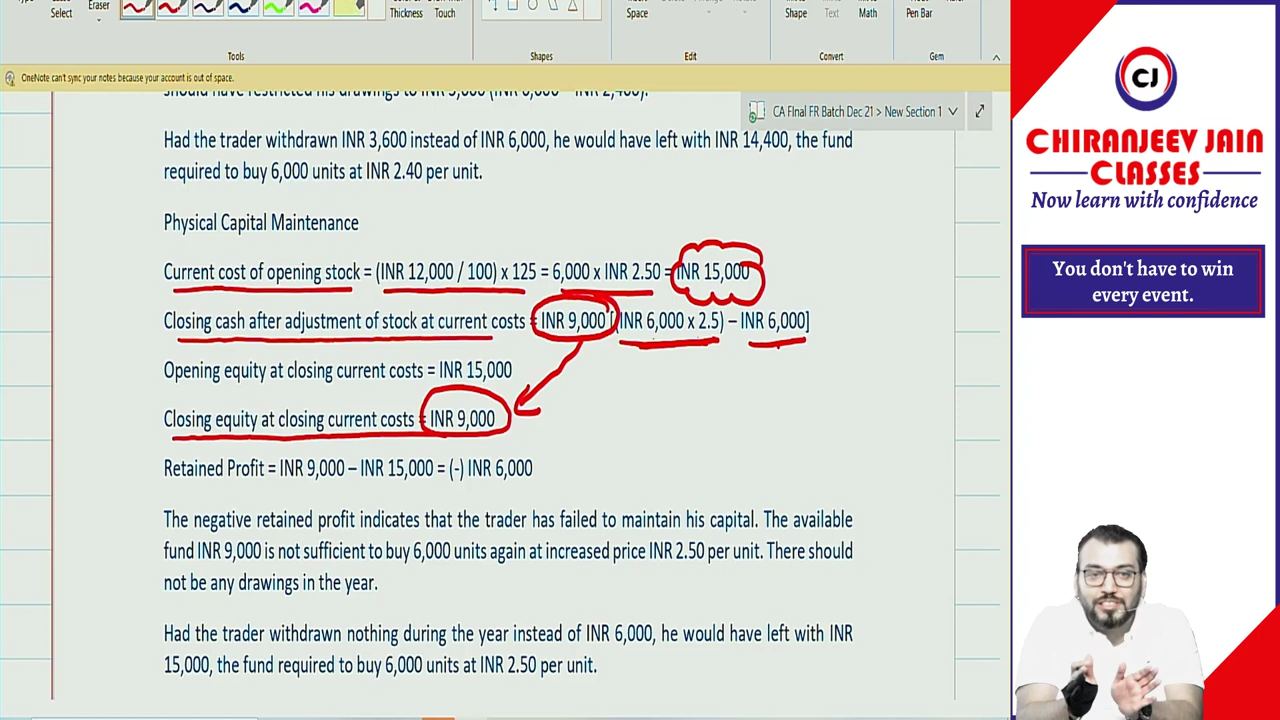 Eraser
Select
Thickness
Touch
Space
Shape
Text
Math
Pen Bar
Tools
Shapes
Edit
Convert
Gem
OneNote can't sync your notes because your account is out of space.
CA FInal FR Batch Dec 21 > New Section 1
Had the trader withdrawn INR 3,600 instead of INR 6,000, he would have left with INR 14,400, the fund
required to buy 6,000 units at INR 2.40 per unit.
Physical Capital Maintenance
Current cost of opening stock = (INR 12,000 / 100) x 125 = 6,000 x INR 2.50 = INR 15,000
Closing cash after adjustment of stock at current costs = INR 9,000 [(INR 6,000 x 2.5) – INR 6,000]
Opening equity at closing current costs = INR 15,000
Closing equity at closing current costs = INR 9,000
Retained Profit = INR 9,000 – INR 15,000 = (-) INR 6,000
The negative retained profit indicates that the trader has failed to maintain his capital. The available
fund INR 9,000 is not sufficient to buy 6,000 units again at increased price INR 2.50 per unit. There should
not be any drawings in the year.
Had the trader withdrawn nothing during the year instead of INR 6,000, he would have left with INR
15,000, the fund required to buy 6,000 units at INR 2.50 per unit.
CJ
CHIRANJEEV JAIN
CLASSES
Now learn with confidence
You don't have to win
every event.